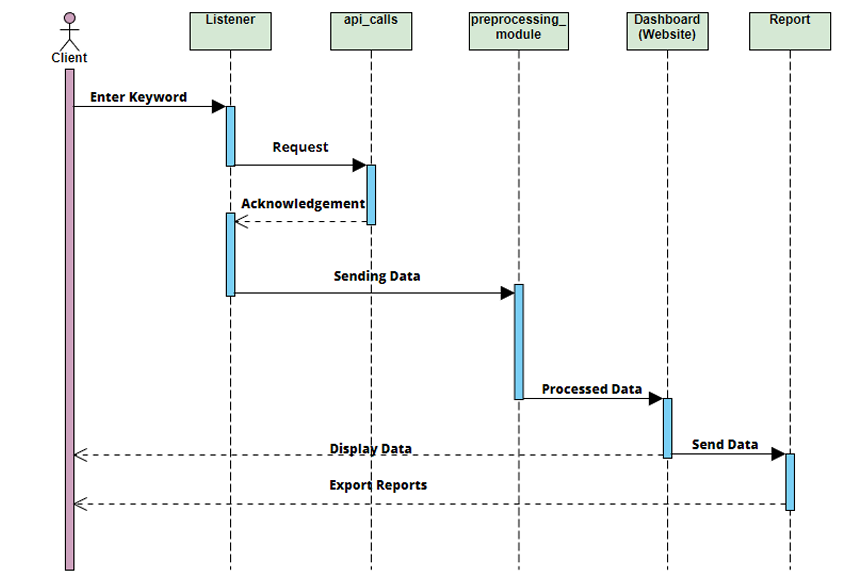 Client
Listener
api_calls
preprocessing_
module
Dashboard
(Website)
Report
Enter Keyword
Request
Acknowledgement
Sending Data
Processed Data
Send Data
Display Data
Export Reports